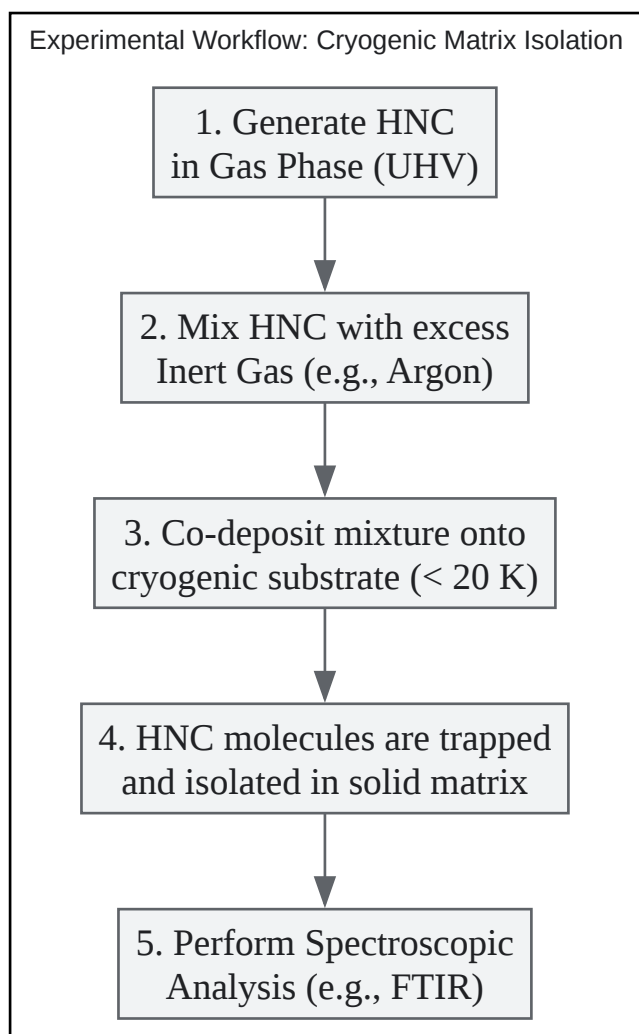 Experimental Workflow: Cryogenic Matrix Isolation
1. Generate HNC
in Gas Phase (UHV)
2. Mix HNC with excess
Inert Gas (e.g., Argon)
3. Co-deposit mixture onto
cryogenic substrate (< 20 K)
4. HNC molecules are trapped
and isolated in solid matrix
5. Perform Spectroscopic
Analysis (e.g., FTIR)